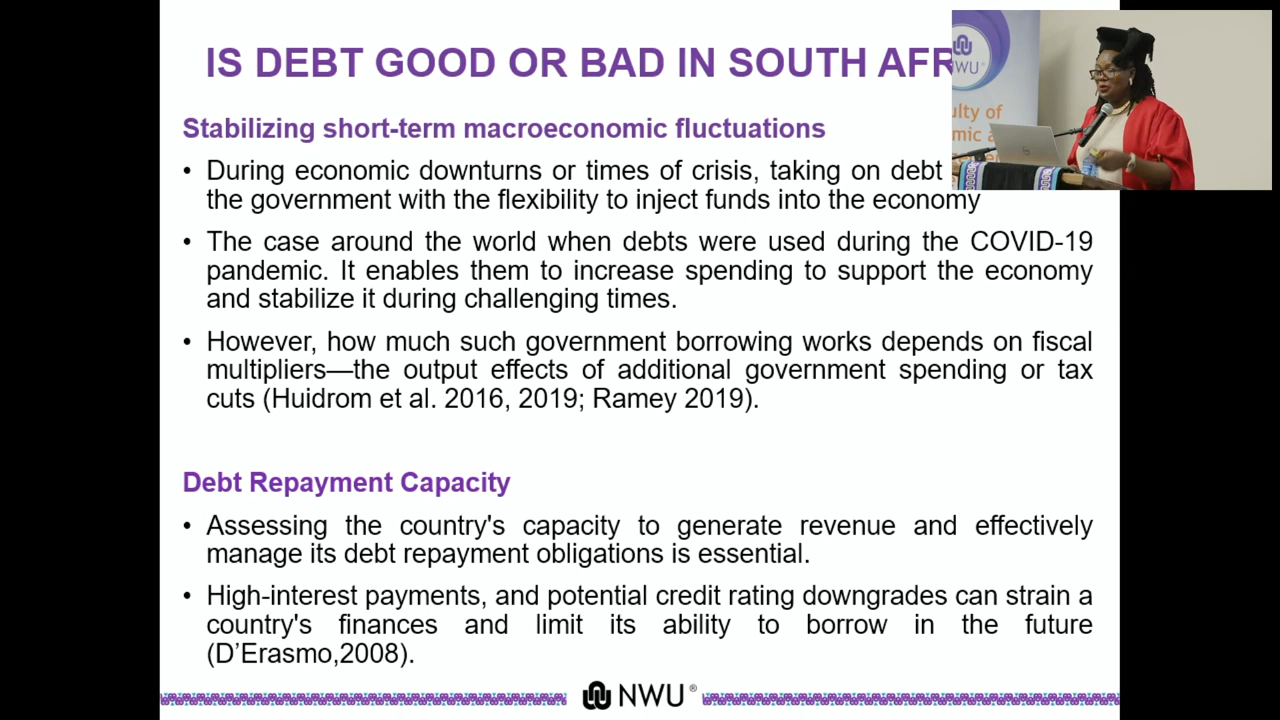 IS DEBT GOOD OR BAD IN SOUTH AFR
Stabilizing short-term macroeconomic fluctuations
• During economic downturns or times of crisis, taking on debt
the government with the flexibility to inject funds into the economy
• The case around the world when debts were used during the COVID-19
pandemic. It enables them to increase spending to support the economy
and stabilize it during challenging times.
• However, how much such government borrowing works depends on fiscal
multipliers—the output effects of additional government spending or tax
cuts (Huidrom et al. 2016, 2019; Ramey 2019).
Debt Repayment Capacity
• Assessing the country's capacity to generate revenue and effectively
manage its debt repayment obligations is essential.
• High-interest payments, and potential credit rating downgrades can strain a
country's finances and limit its ability to borrow in the future
(D’Erasmo,2008).
NWU®
NWU®
ulty of
mic a